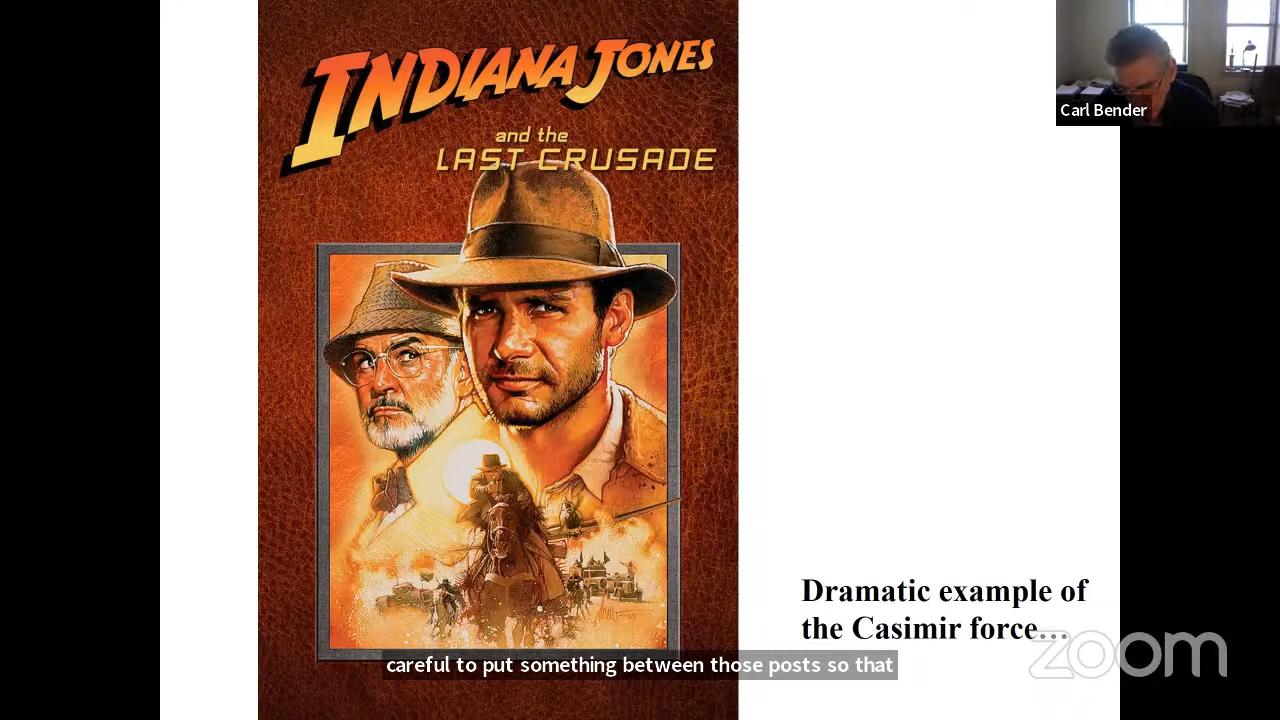 INDIANA JONES
and the
LAST CRUSADE
Carl Bender
Dramatic example of
the Casimir force...
careful to put something between those posts so that
zoom